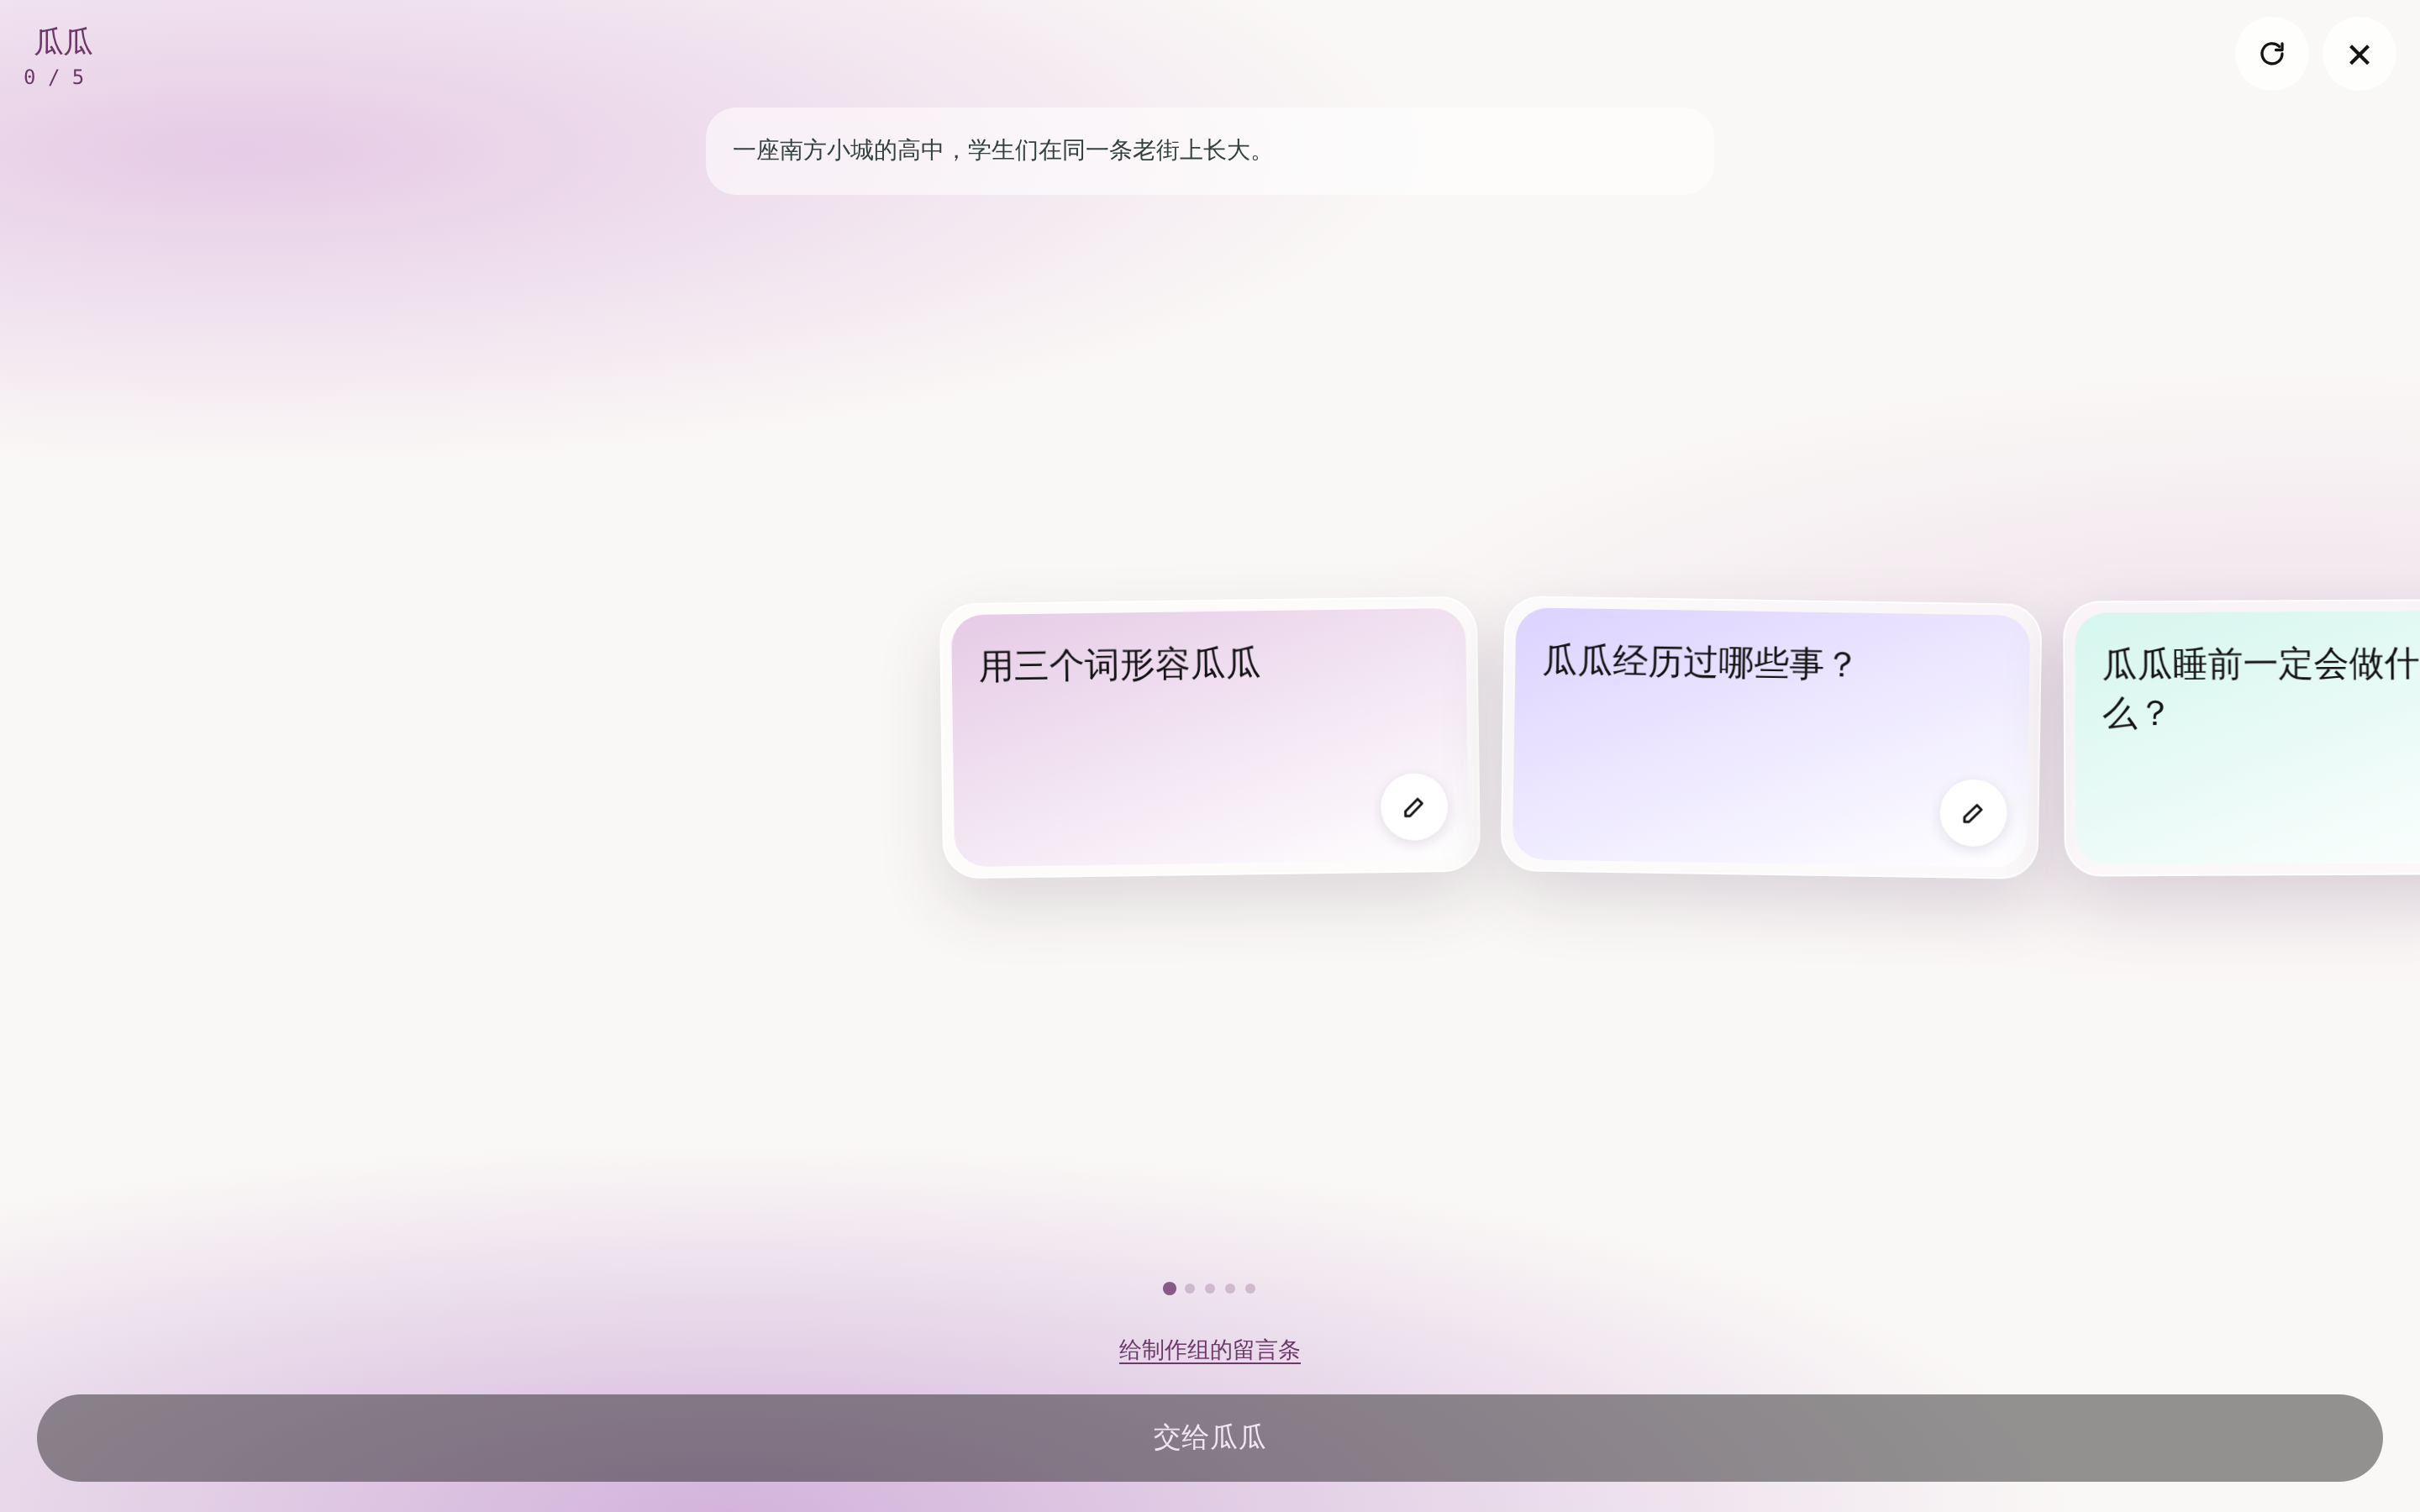 瓜瓜
0 / 5
一座南方小城的高中，学生们在同一条老街上长大。
用三个词形容瓜瓜
瓜瓜经历过哪些事？
瓜瓜睡前一定会做什
么？
给制作组的留言条
交给瓜瓜